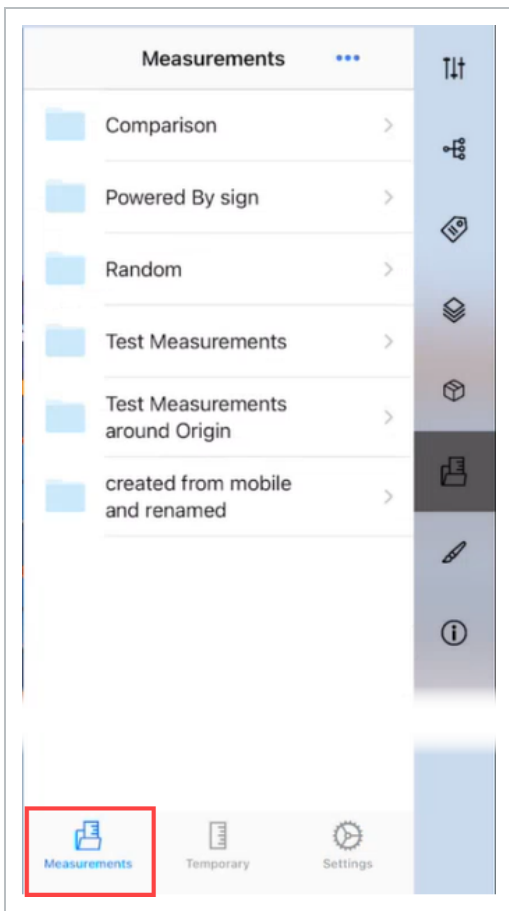 Measurements
Comparison
Powered By sign
Random
Test Measurements
Test Measurements
around Origin
created from mobile
and renamed
Measurements
Temporary
Settings